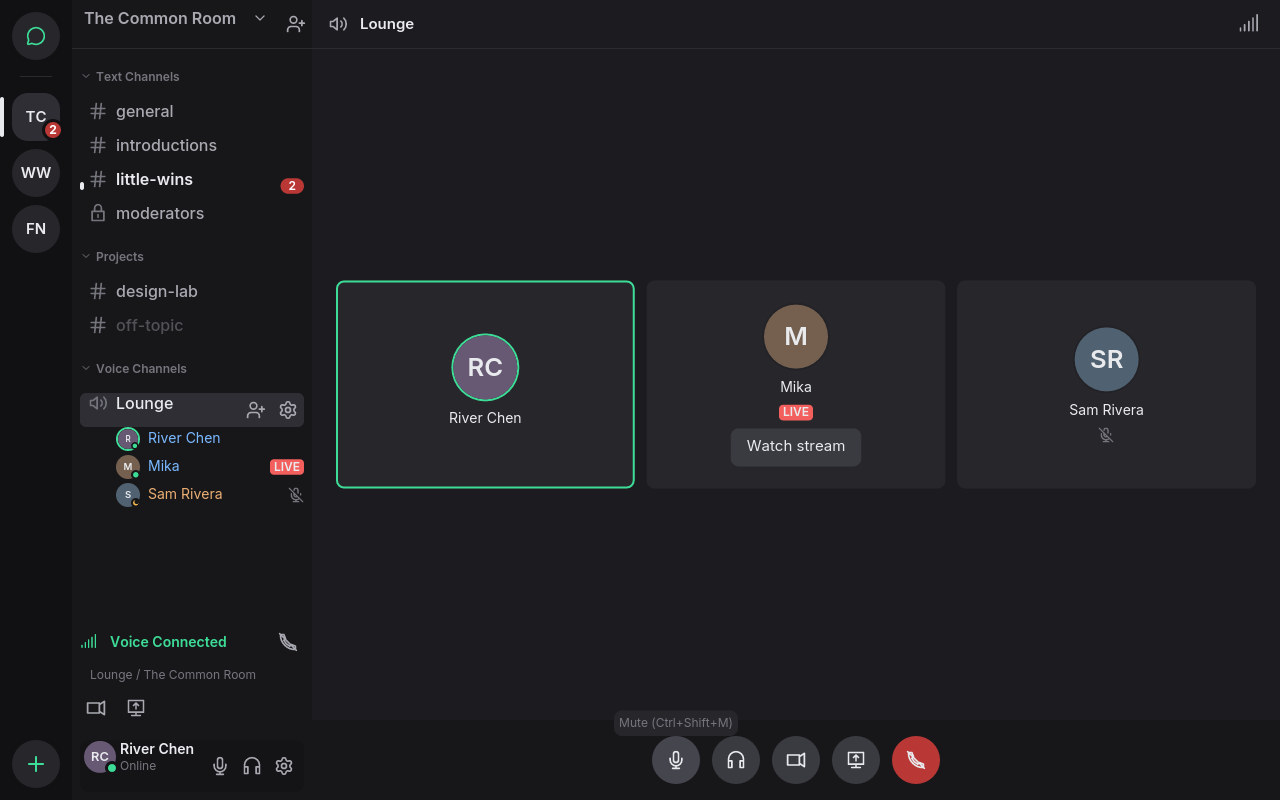 TC
2
WW
FN
The Common Room
Text Channels
general
introductions
little-wins
2
moderators
Projects
design-lab
off-topic
Voice Channels
Lounge
R
River Chen
M
Mika
LIVE
S
Sam Rivera
Voice Connected
Lounge / The Common Room
RC
River Chen
Online
Lounge
RC
River Chen
M
Mika
LIVE
Watch stream
SR
Sam Rivera
Mute (Ctrl+Shift+M)